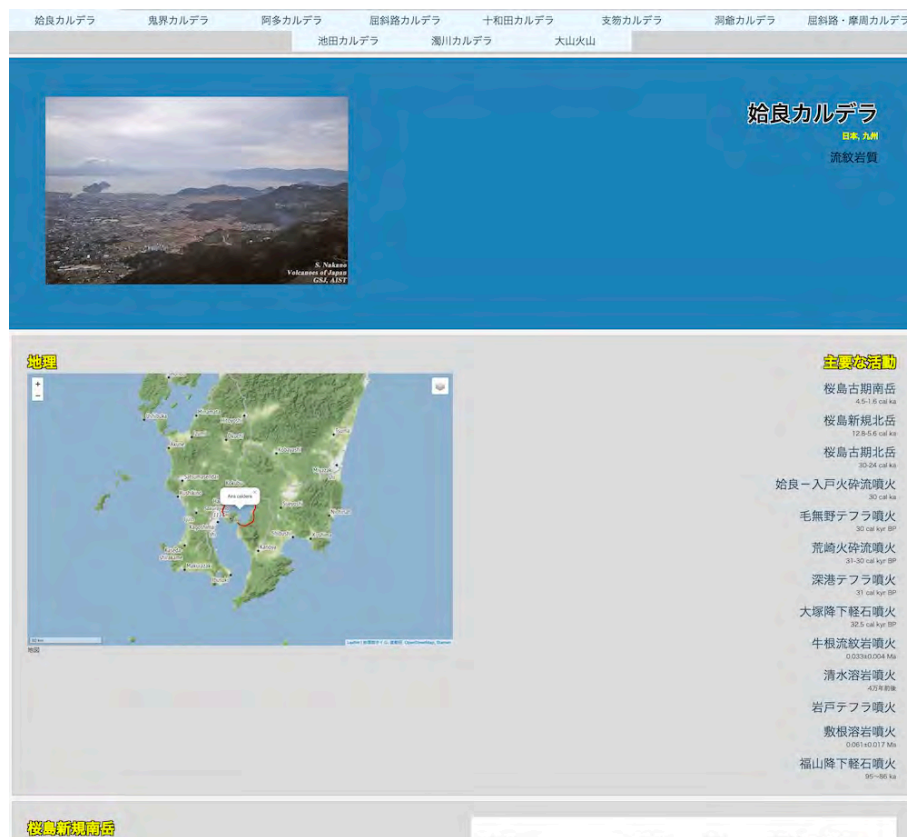 姶良カルデラ 鬼界カルデラ 阿多カルデラ 屈斜路カルデラ 十和田カルデラ 支笏カルデラ 洞爺カルデラ 屈斜路・摩周カルデラ
池田カルデラ 濁川カルデラ 大山火山
姶良カルデラ
日本, 九州
流紋岩質
S. Nakano
Volcanoes of Japan
GSJ, AIST
地理
主要な活動
+
−
Aira caldera
地図
桜島古期南岳
4.5-1.6 cal ka
桜島新規北岳
12.8-5.6 cal ka
桜島古期北岳
30-24 cal ka
姶良ー入戸火砕流噴火
30 cal ka
毛無野テフラ噴火
30 cal kyr BP
荒崎火砕流噴火
31-30 cal kyr BP
深港テフラ噴火
31 cal kyr BP
大塚降下軽石噴火
32.5 cal kyr BP
牛根流紋岩噴火
0.033±0.004 Ma
清水溶岩噴火
4万年前後
岩戸テフラ噴火
敷根溶岩噴火
0.061±0.017 Ma
福山降下軽石噴火
95～86 ka
桜島新規南岳